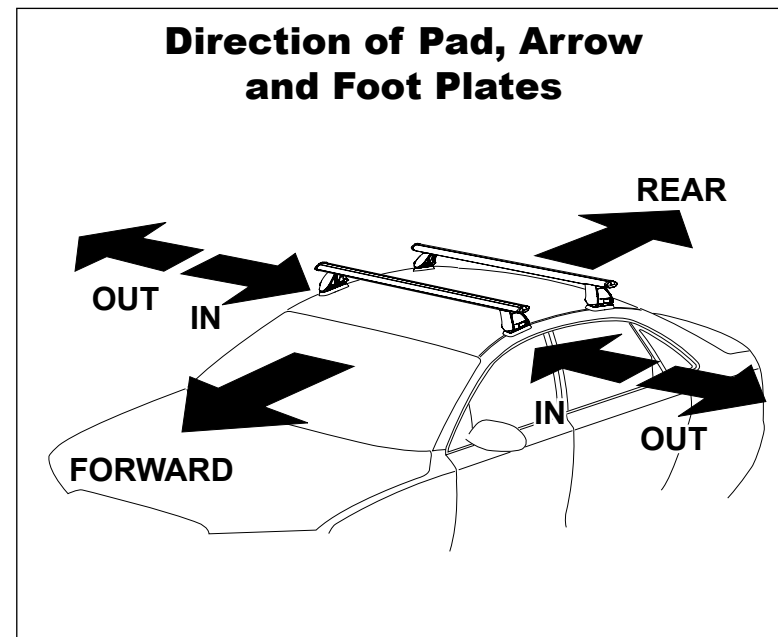 Direction of Pad, Arrow
and Foot Plates
REAR
OUT
IN
IN
OUT
FORWARD